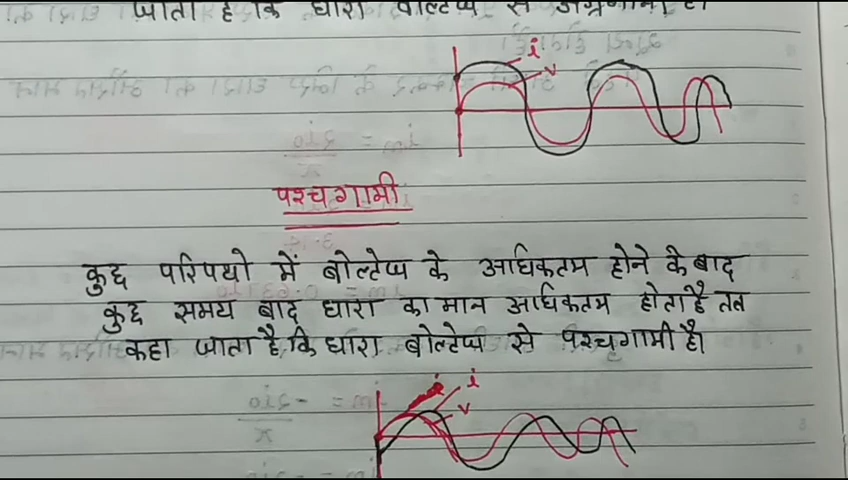 जाता है कि धारा वोल्टेप्प से अग्रगामी है।
i
v
पश्चगामी
कुछ परिपथो में बोल्टेप्प के अधिकतम होने के बाद
कुछ समय बाद धारा का मान अधिकतम होता है तब
कहा जाता है कि धारा बोल्टेप्प से पश्चगामी है।
i
v